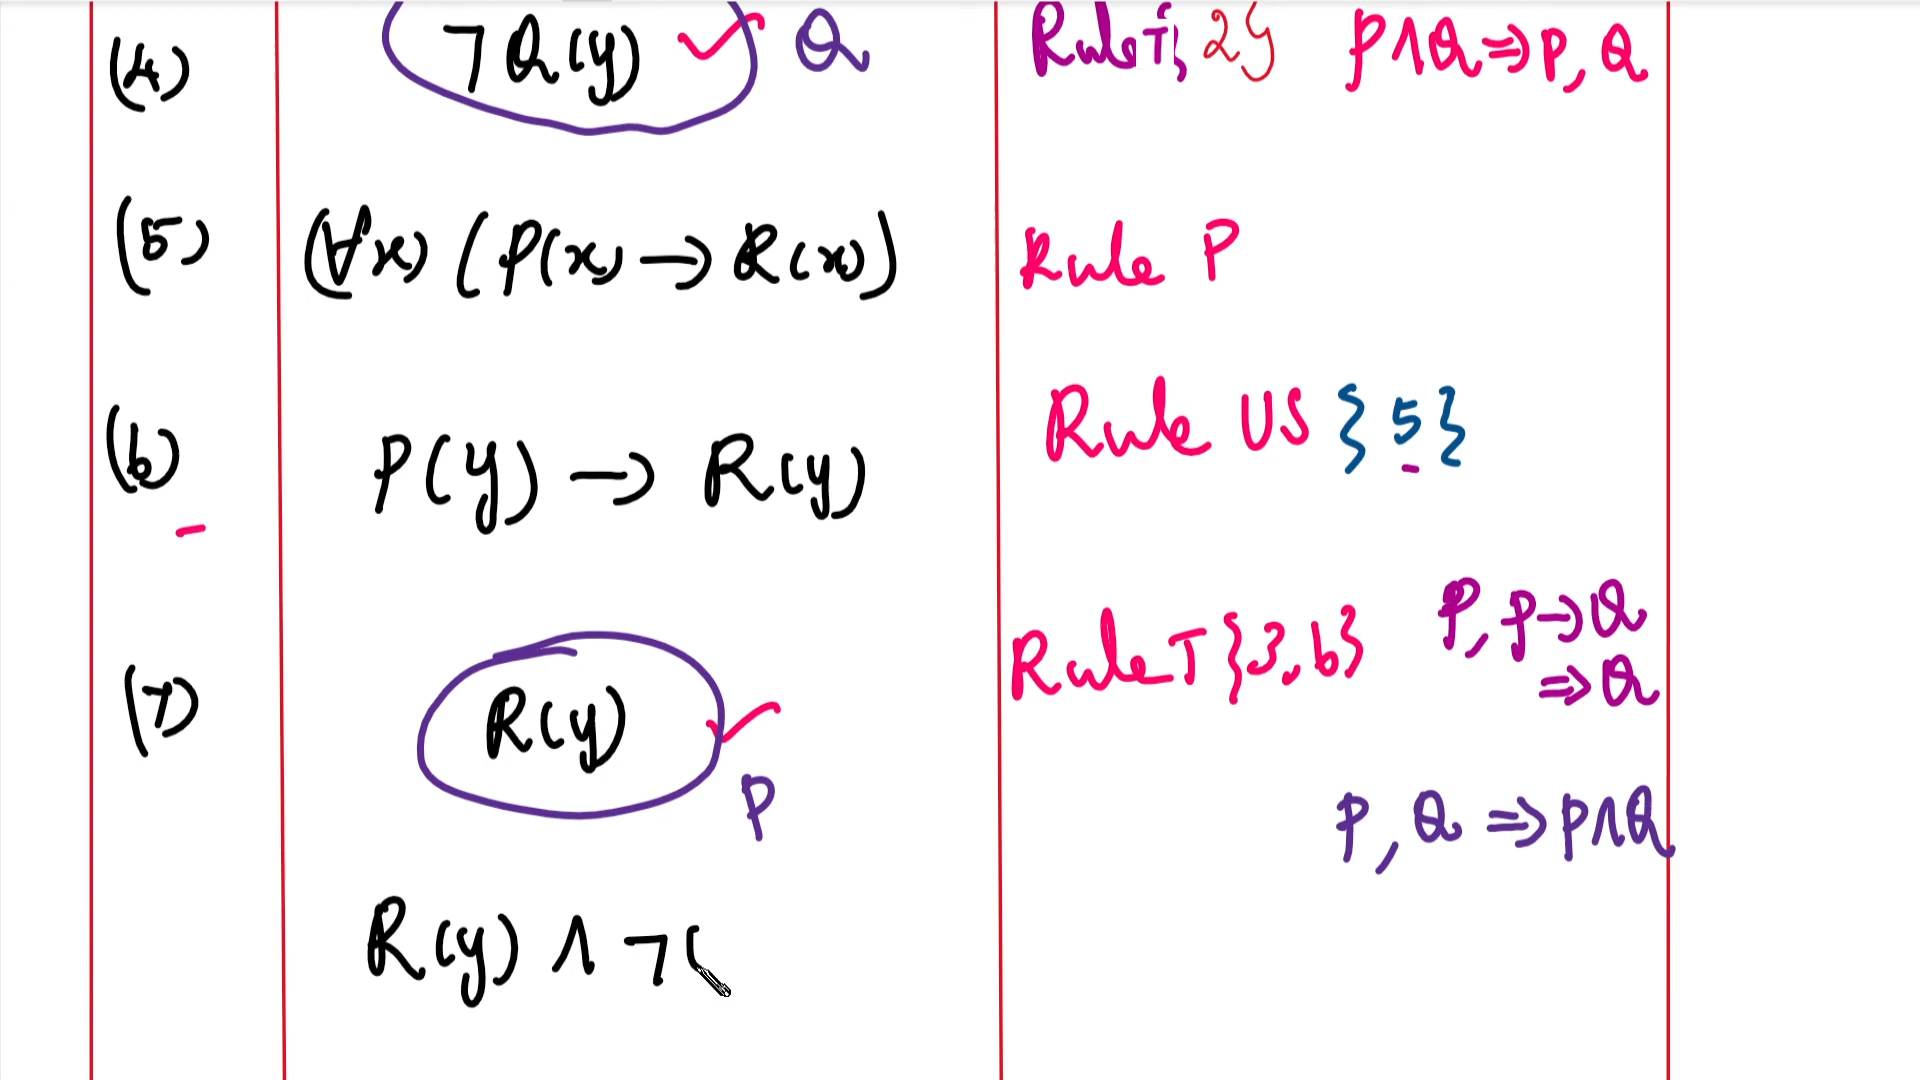 (4) ¬Q(y) ✓ Q Rule T{2} P∧Q⇒P, Q
(5) (∀x) (P(x) → R(x)) Rule P
(6) P(y) → R(y) Rule US {5}
(7) R(y) ✓ Rule T {3,6} P, P→Q
⇒Q
P
P, Q ⇒ P∧Q
R(y) ∧ ¬